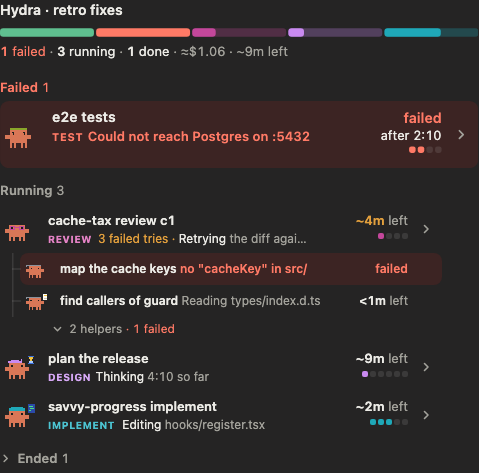 Hydra · retro fixes
1 failed · 3 running · 1 done · ≈$1.06 · ~9m left
Failed 1
e2e tests failed
TEST Could not reach Postgres on :5432 after 2:10
Running 3
cache-tax review c1 ~4m left
REVIEW 3 failed tries · Retrying the diff agai…
map the cache keys no "cacheKey" in src/ failed
find callers of guard Reading types/index.d.ts <1m left
2 helpers · 1 failed
plan the release ~9m left
DESIGN Thinking 4:10 so far
savvy-progress implement ~2m left
IMPLEMENT Editing hooks/register.tsx
Ended 1